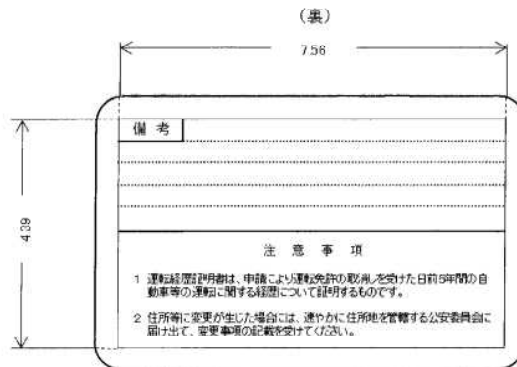 (裏)
7.56
4.39
備考
注意事項
1 運転経歴証明書は、申請により運転免許の取消しを受けた日前5年間の自
動車等の運転に関する経歴について証明するものです。
2 住所等に変更が生じた場合には、速やかに住所地を管轄する公安委員会に
届け出て、変更事項の記載を受けてください。